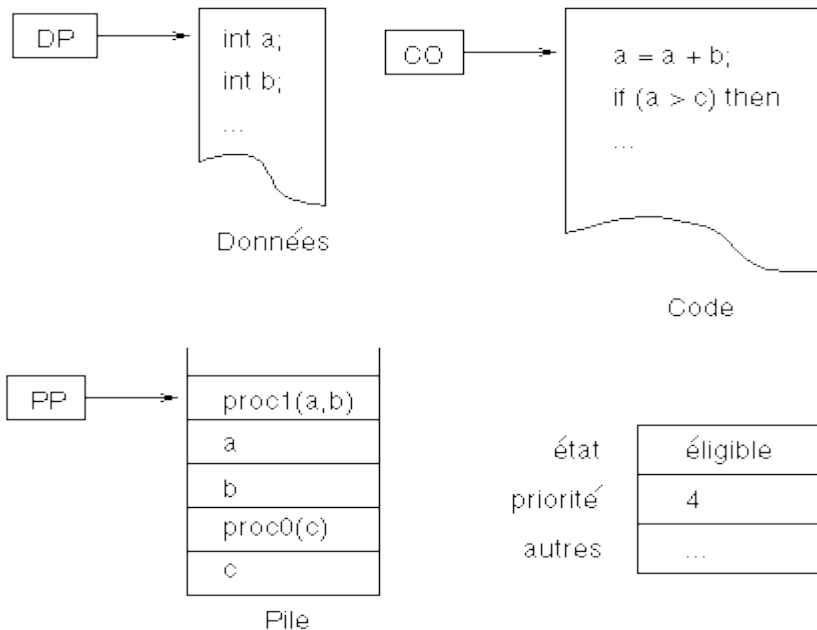 DP
int a;
int b;
...
Données
CO
a = a + b;
if (a > c) then
...
Code
PP
proc1(a,b)
a
b
proc0(c)
c
Pile
état éligible
priorité 4
autres ...